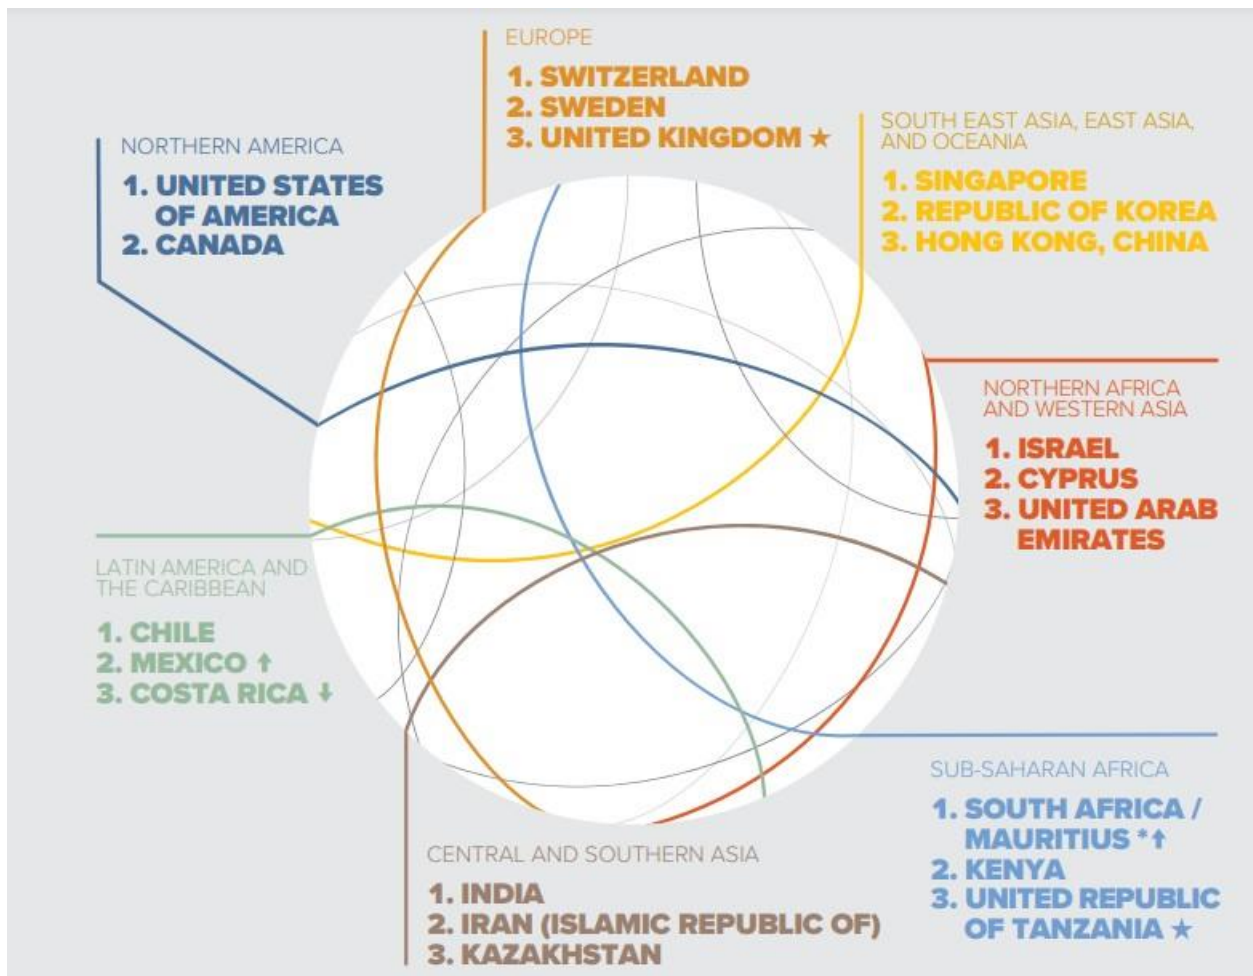 EUROPE
1. SWITZERLAND
2. SWEDEN
3. UNITED KINGDOM ★
NORTHERN AMERICA
1. UNITED STATES
OF AMERICA
2. CANADA
SOUTH EAST ASIA, EAST ASIA,
AND OCEANIA
1. SINGAPORE
2. REPUBLIC OF KOREA
3. HONG KONG, CHINA
NORTHERN AFRICA
AND WESTERN ASIA
1. ISRAEL
2. CYPRUS
3. UNITED ARAB
EMIRATES
LATIN AMERICA AND
THE CARIBBEAN
1. CHILE
2. MEXICO ↑
3. COSTA RICA ↓
SUB-SAHARAN AFRICA
1. SOUTH AFRICA /
MAURITIUS *↑
2. KENYA
3. UNITED REPUBLIC
OF TANZANIA ★
CENTRAL AND SOUTHERN ASIA
1. INDIA
2. IRAN (ISLAMIC REPUBLIC OF)
3. KAZAKHSTAN